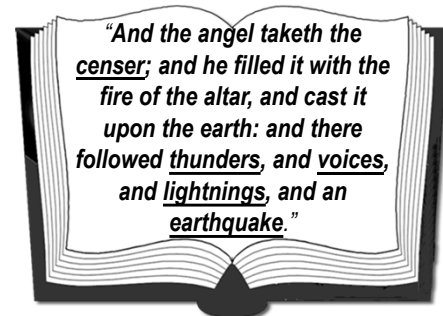 “And the angel taketh the
censer; and he filled it with the
fire of the altar, and cast it
upon the earth: and there
followed thunders, and voices,
and lightnings, and an
earthquake.”